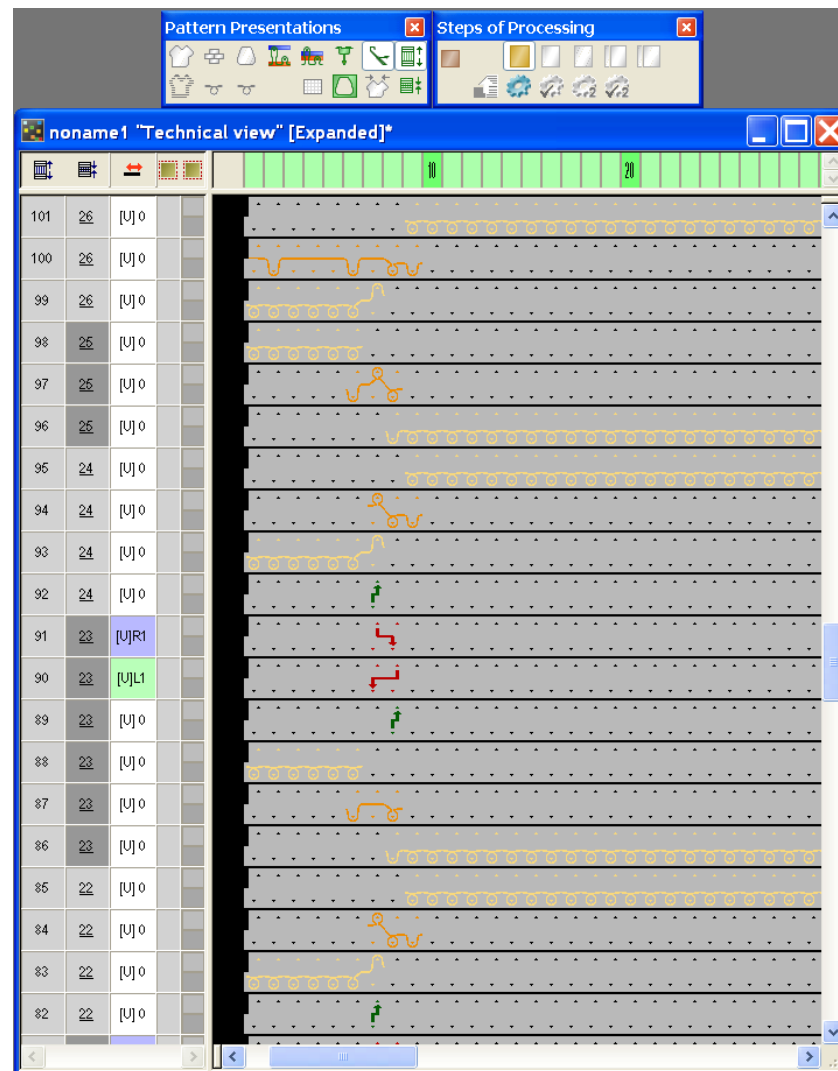 Pattern Presentations Steps of Processing
noname1 "Technical view" [Expanded]*
10 20
101 26 [U] 0
100 26 [U] 0
99 26 [U] 0
98 25 [U] 0
97 25 [U] 0
96 25 [U] 0
95 24 [U] 0
94 24 [U] 0
93 24 [U] 0
92 24 [U] 0
91 23 [U]R1
90 23 [U]L1
89 23 [U] 0
88 23 [U] 0
87 23 [U] 0
86 23 [U] 0
85 22 [U] 0
84 22 [U] 0
83 22 [U] 0
82 22 [U] 0